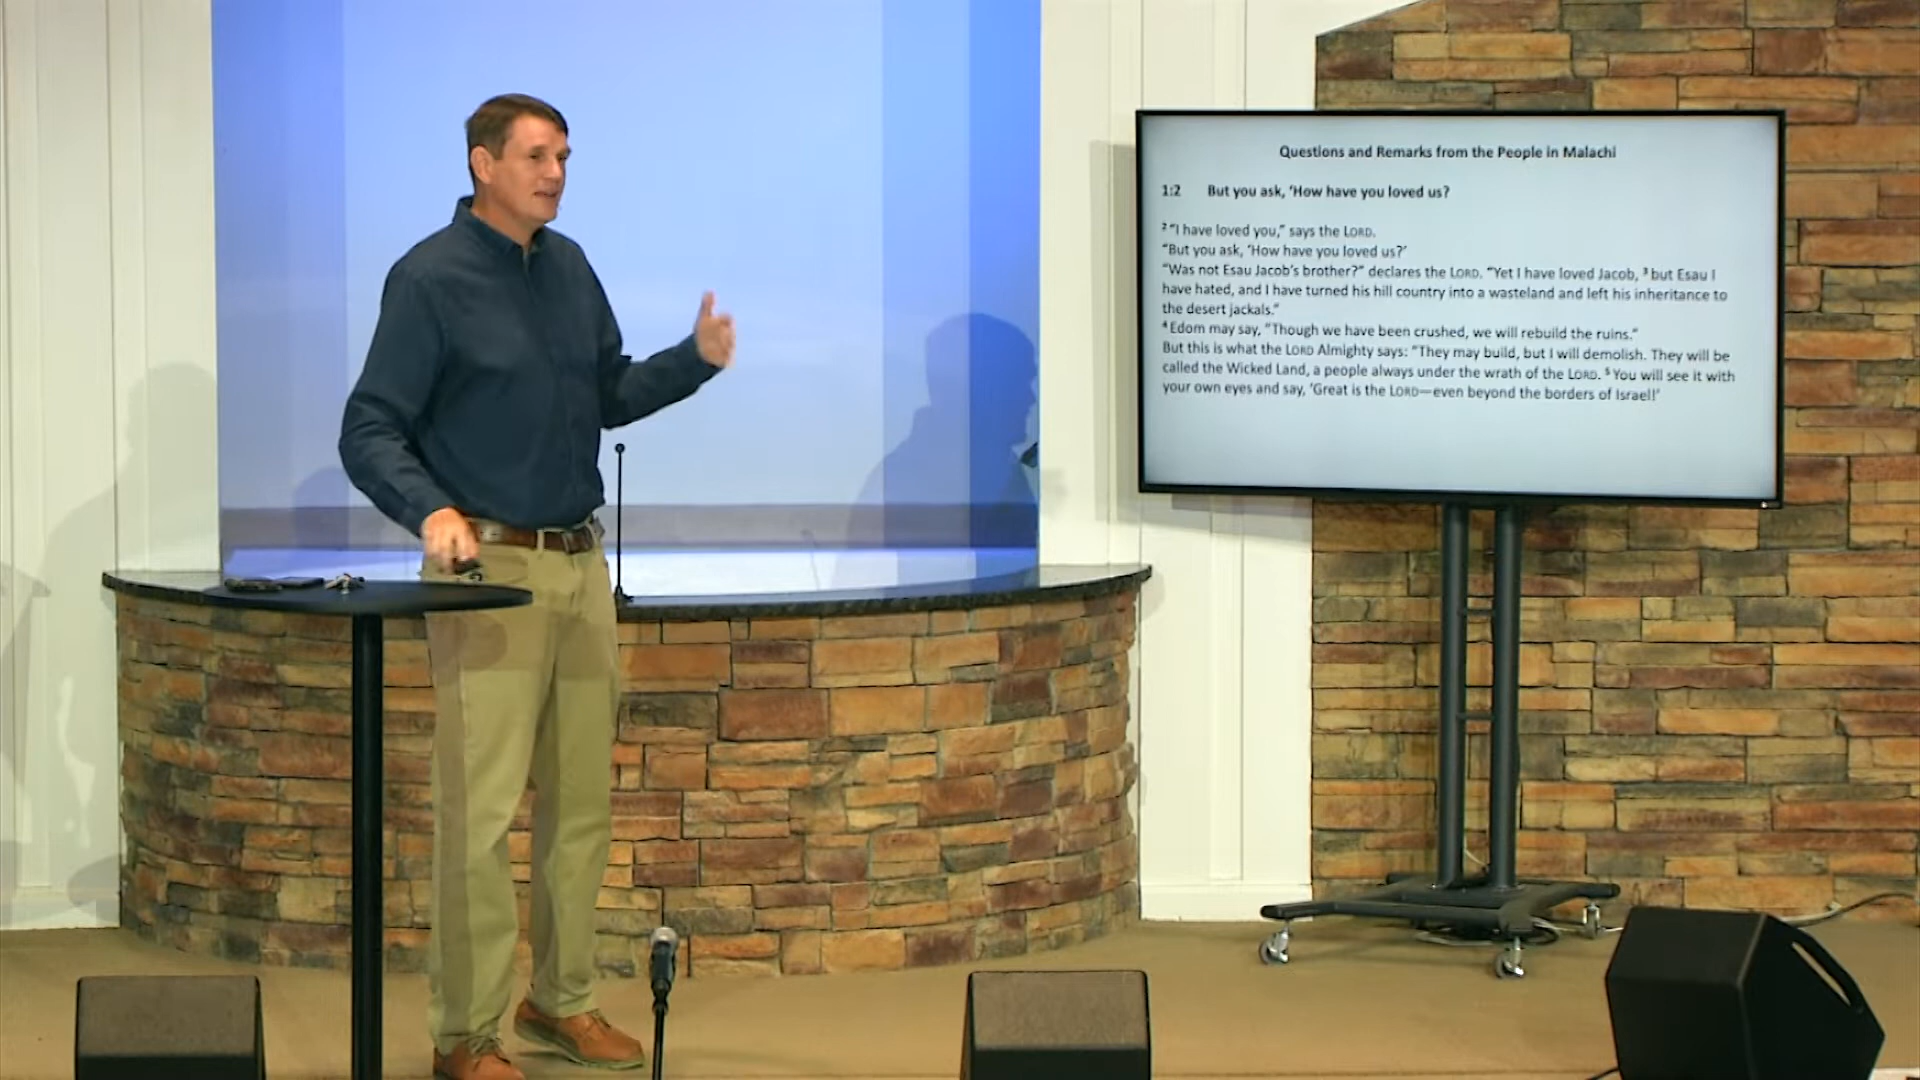 Questions and Remarks from the People in Malachi
1:2 But you ask, ‘How have you loved us?
² “I have loved you,” says the LORD.
“But you ask, ‘How have you loved us?’
“Was not Esau Jacob’s brother?” declares the LORD. “Yet I have loved Jacob, ³ but Esau I
have hated, and I have turned his hill country into a wasteland and left his inheritance to
the desert jackals.”
⁴ Edom may say, “Though we have been crushed, we will rebuild the ruins.”
But this is what the LORD Almighty says: “They may build, but I will demolish. They will be
called the Wicked Land, a people always under the wrath of the LORD. ⁵ You will see it with
your own eyes and say, ‘Great is the LORD—even beyond the borders of Israel!’